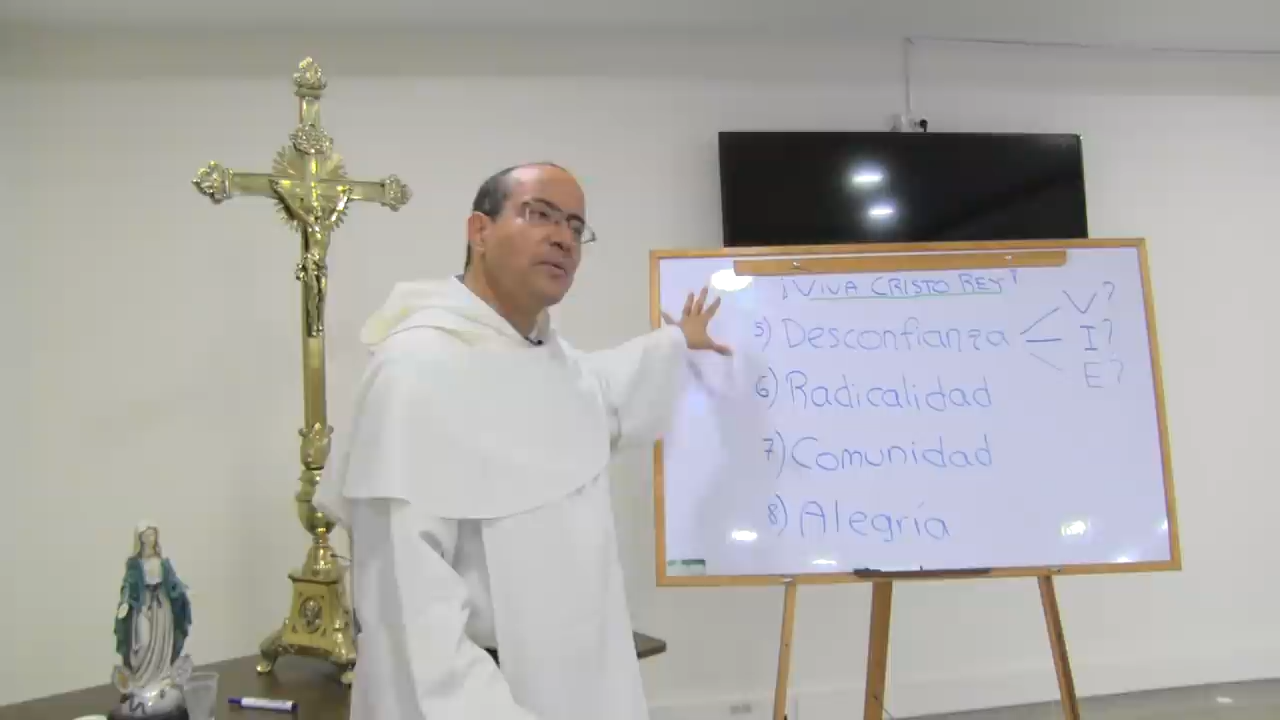 ¡VIVA CRISTO REY!
5) Desconfianza V?
I?
E?
6) Radicalidad
7) Comunidad
8) Alegría